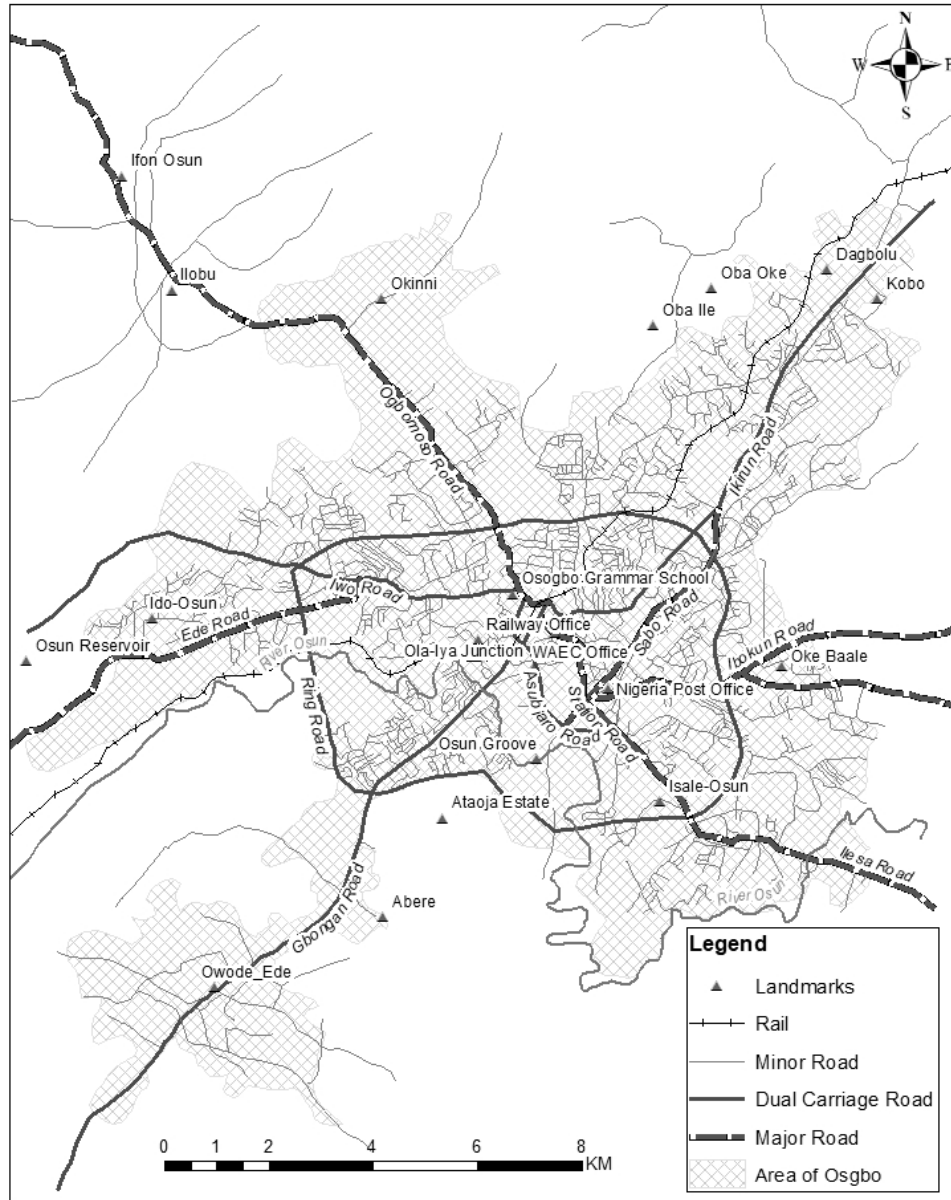 N
W
E
S
Ifon Osun
Ilobu
Okinni
Oba Oke
Dagbolu
Kobo
Oba Ile
Ogbomoso Road
Ikirun Road
Osogbo Grammar School
Iwo Road
Ido-Osun
Ede Road
Railway Office
Sabo Road
Osun Reservoir
River Osun
Ola-Iya Junction
WAEC Office
Ibokun Road
Oke Baale
Ring Road
Asubiaro Road
Station Road
Nigeria Post Office
Osun Groove
Isale-Osun
Ataoja Estate
Ilesa Road
River Osun
Abere
Gbongan Road
Owode_Ede
Legend
Landmarks
Rail
Minor Road
Dual Carriage Road
Major Road
Area of Osgbo
0 1 2 4 6 8
KM